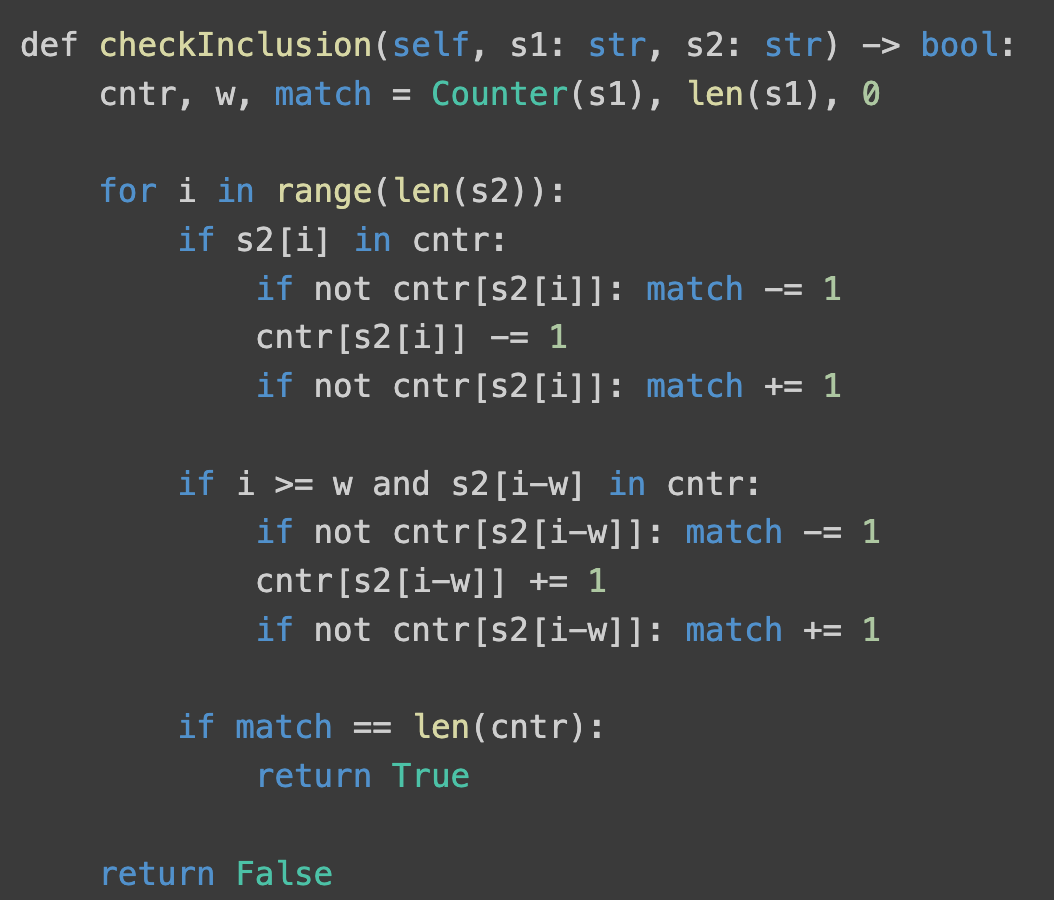 def checkInclusion(self, s1: str, s2: str) -> bool:
    cntr, w, match = Counter(s1), len(s1), 0

    for i in range(len(s2)):
        if s2[i] in cntr:
            if not cntr[s2[i]]: match -= 1
            cntr[s2[i]] -= 1
            if not cntr[s2[i]]: match += 1

        if i >= w and s2[i-w] in cntr:
            if not cntr[s2[i-w]]: match -= 1
            cntr[s2[i-w]] += 1
            if not cntr[s2[i-w]]: match += 1

        if match == len(cntr):
            return True

    return False